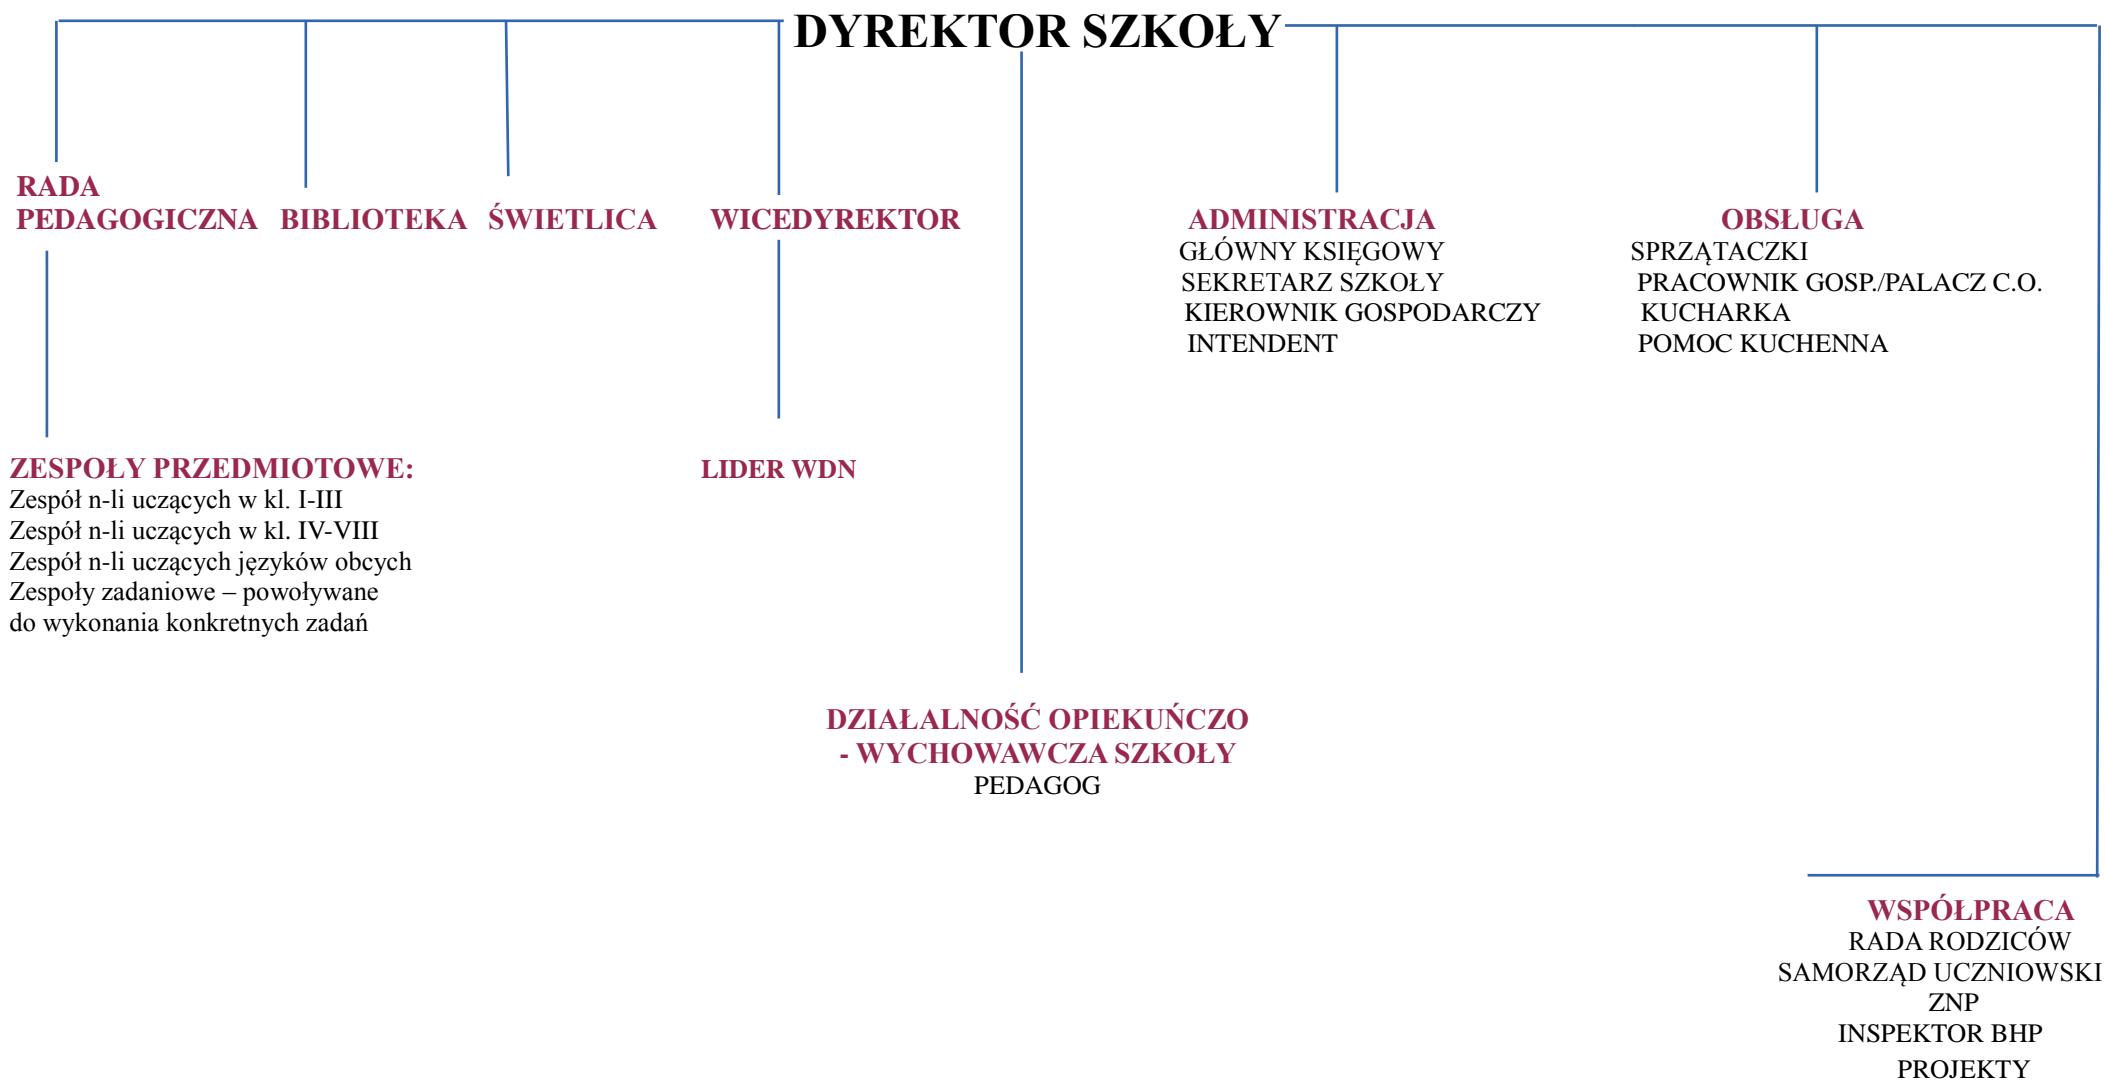 DYREKTOR SZKOŁY
RADA
PEDAGOGICZNA
BIBLIOTEKA
ŚWIETLICA
WICEDYREKTOR
ADMINISTRACJA
GŁÓWNY KSIĘGOWY
SEKRETARZ SZKOŁY
KIEROWNIK GOSPODARCZY
INTENDENT
OBSŁUGA
SPRZĄTACZKI
PRACOWNIK GOSP./PALACZ C.O.
KUCHARKA
POMOC KUCHENNA
ZESPOŁY PRZEDMIOTOWE:
Zespół n-li uczących w kl. I-III
Zespół n-li uczących w kl. IV-VIII
Zespół n-li uczących języków obcych
Zespoły zadaniowe – powoływane
do wykonania konkretnych zadań
LIDER WDN
DZIAŁALNOŚĆ OPIEKUŃCZO
- WYCHOWAWCZA SZKOŁY
PEDAGOG
WSPÓŁPRACA
RADA RODZICÓW
SAMORZĄD UCZNIOWSKI
ZNP
INSPEKTOR BHP
PROJEKTY